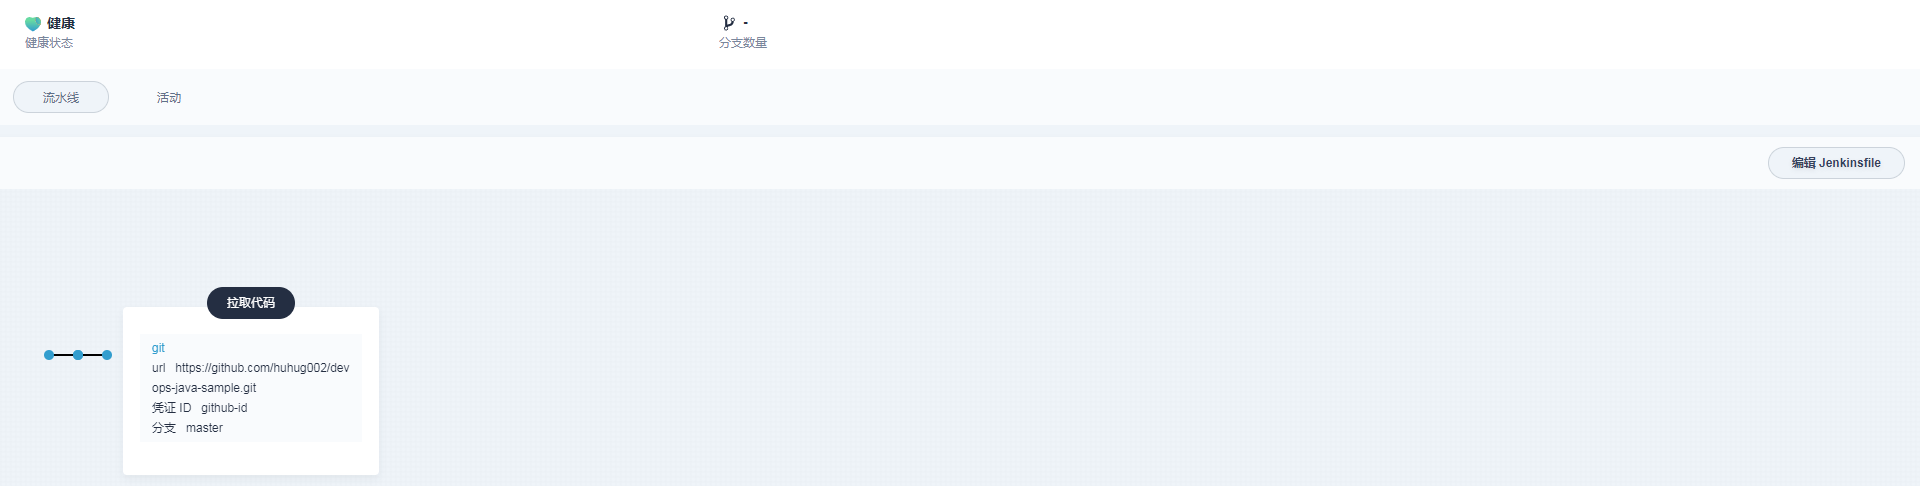 健康
-
健康状态
分支数量
流水线
活动
编辑 Jenkinsfile
拉取代码
git
url https://github.com/huhug002/dev
ops-java-sample.git
凭证 ID github-id
分支 master